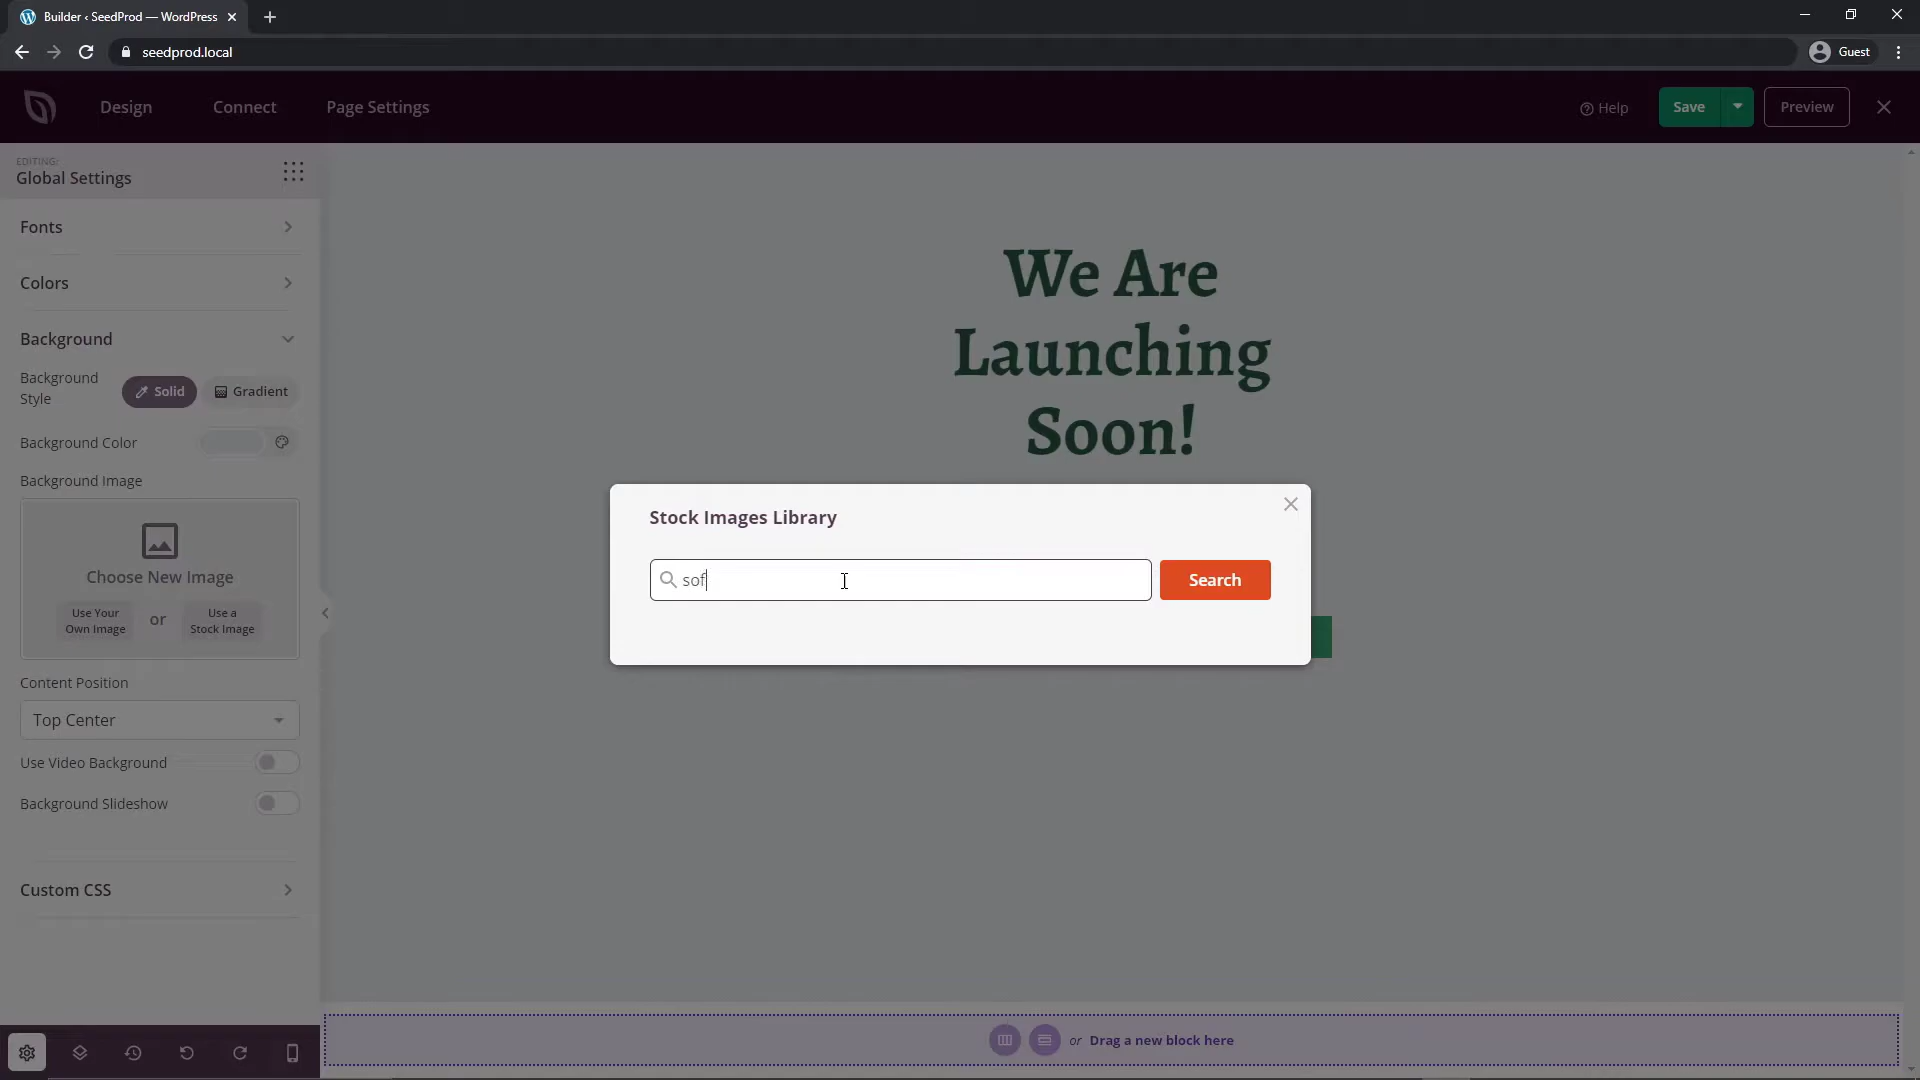 Builder ‹ SeedProd — WordPress
seedprod.local
Guest
Design
Connect
Page Settings
Help
Save
Preview
EDITING:
Global Settings
Fonts
Colors
Background
Background
Style
Solid
Gradient
Background Color
Background Image
Choose New Image
Use Your
Own Image
or
Use a
Stock Image
Content Position
Top Center
Use Video Background
Background Slideshow
Custom CSS
We Are
Launching
Soon!
Stock Images Library
sof
Search
or Drag a new block here